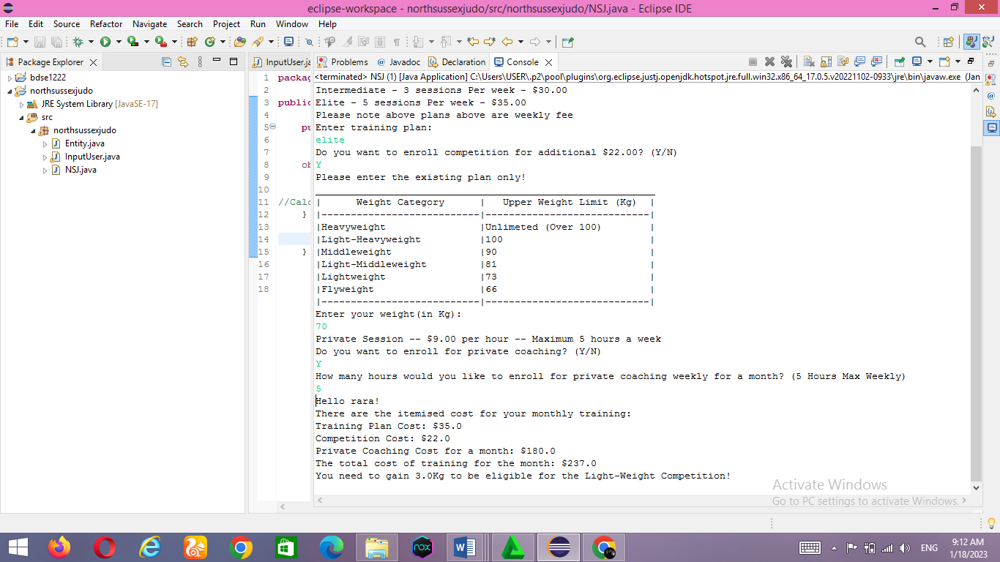 eclipse-workspace - northsussexjudo/src/northsussexjudo/NSJ.java - Eclipse IDE
File Edit Source Refactor Navigate Search Project Run Window Help
Package Explorer
bdse1222
northsussexjudo
JRE System Library [JavaSE-17]
src
northsussexjudo
Entity.java
InputUser.java
NSJ.java
InputUser.ja
1 packag
2
3 public
4
5 pu
6
7
8 ob
9
10
11 //Calc
12 }
13
14
15 }
16
17
18
Problems Javadoc Declaration Console
<terminated> NSJ (1) [Java Application] C:\Users\USER\.p2\pool\plugins\org.eclipse.justj.openjdk.hotspot.jre.full.win32.x86_64_17.0.5.v20221102-0933\jre\bin\javaw.exe (Jan
Intermediate - 3 sessions Per week - $30.00
Elite - 5 sessions Per week - $35.00
Please note above plans above are weekly fee
Enter training plan:
elite
Do you want to enroll competition for additional $22.00? (Y/N)
Y
Please enter the existing plan only!
| Weight Category | Upper Weight Limit (Kg) |
|---------------------------|----------------------------|
|Heavyweight |Unlimeted (Over 100) |
|Light-Heavyweight |100 |
|Middleweight |90 |
|Light-Middleweight |81 |
|Lightweight |73 |
|Flyweight |66 |
|---------------------------|----------------------------|
Enter your weight(in Kg):
70
Private Session -- $9.00 per hour -- Maximum 5 hours a week
Do you want to enroll for private coaching? (Y/N)
Y
How many hours would you like to enroll for private coaching weekly for a month? (5 Hours Max Weekly)
5
Hello rara!
There are the itemised cost for your monthly training:
Training Plan Cost: $35.0
Competition Cost: $22.0
Private Coaching Cost for a month: $180.0
The total cost of training for the month: $237.0
You need to gain 3.0Kg to be eligible for the Light-Weight Competition!
Activate Windows
Go to PC settings to activate Windows.
nox
ENG
9:12 AM
1/18/2023